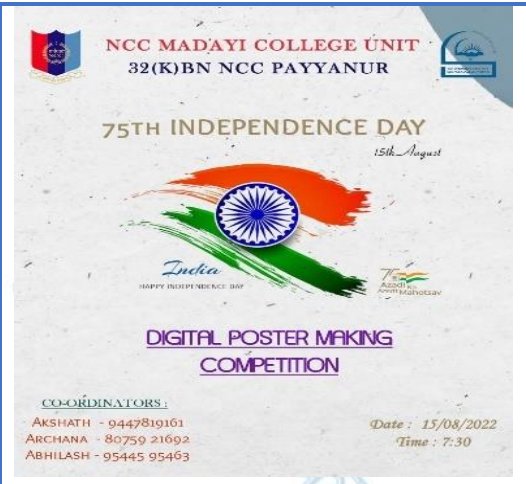 NCC MADAYI COLLEGE UNIT
32(K)BN NCC PAYYANUR
75TH INDEPENDENCE DAY
15th August
India
HAPPY INDEPENDENCE DAY
Azadi Ka
Amrit Mahotsav
DIGITAL POSTER MAKING
COMPETITION
CO-ORDINATORS :
AKSHATH - 9447819161
ARCHANA - 80759 21692
ABHILASH - 95445 95463
Date : 15/08/2022
Time : 7:30